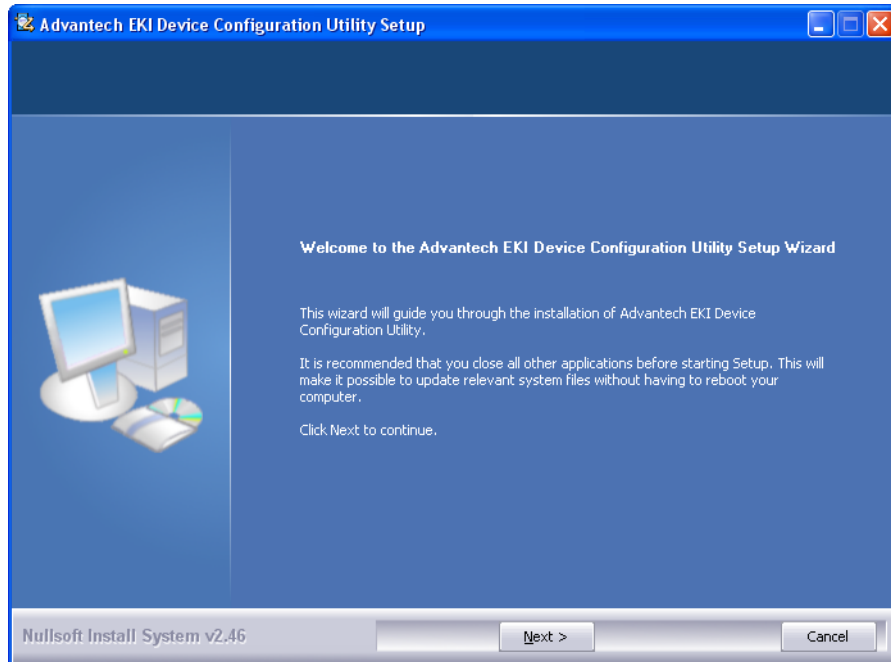 Advantech EKI Device Configuration Utility Setup
Welcome to the Advantech EKI Device Configuration Utility Setup Wizard
This wizard will guide you through the installation of Advantech EKI Device
Configuration Utility.
It is recommended that you close all other applications before starting Setup. This will
make it possible to update relevant system files without having to reboot your
computer.
Click Next to continue.
Nullsoft Install System v2.46
Next >
Cancel